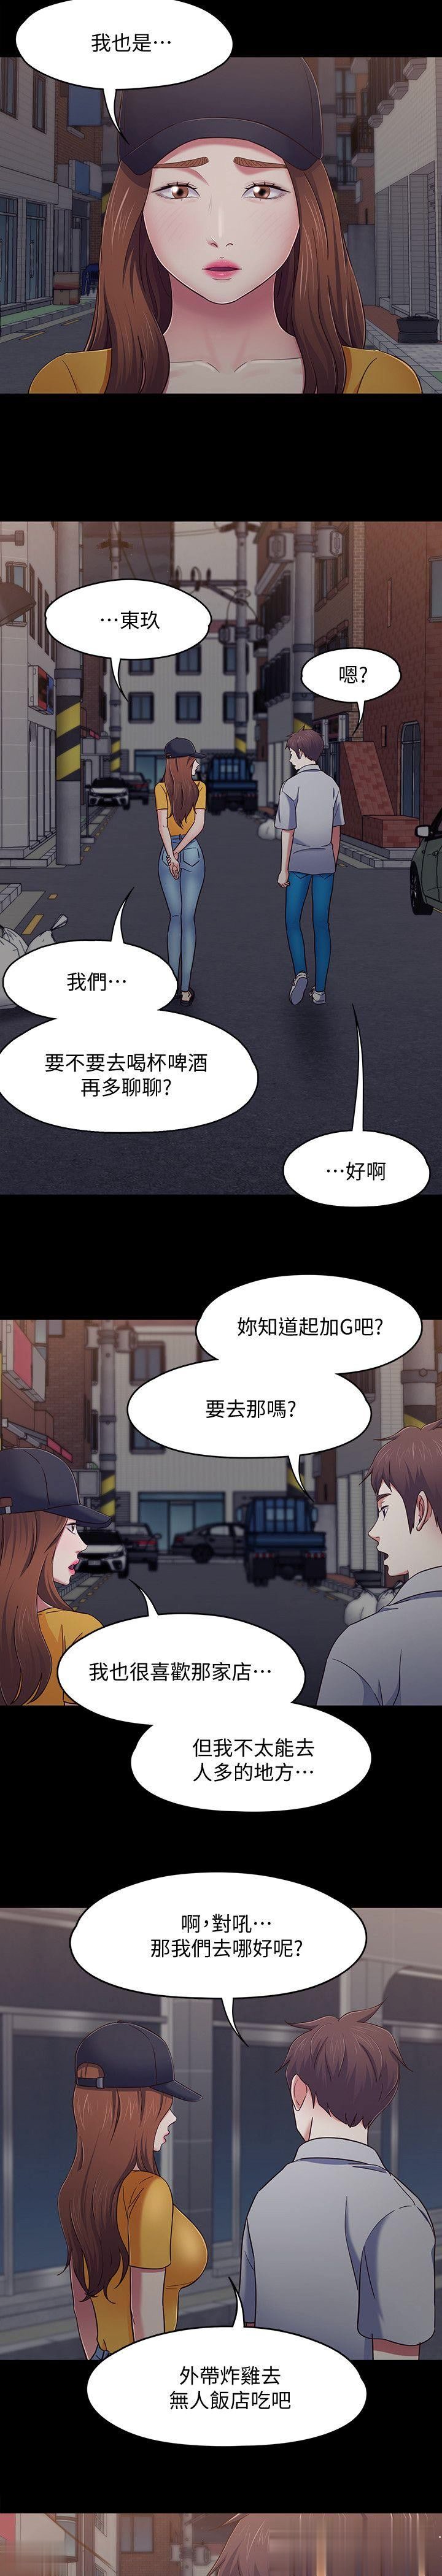 我也是…
…東玖
嗯?
我們…
要不要去喝杯啤酒
再多聊聊?
…好啊
妳知道起加G吧?
要去那嗎?
我也很喜歡那家店…
但我不太能去
人多的地方…
啊,對吼…
那我們去哪好呢?
外帶炸雞去
無人飯店吃吧